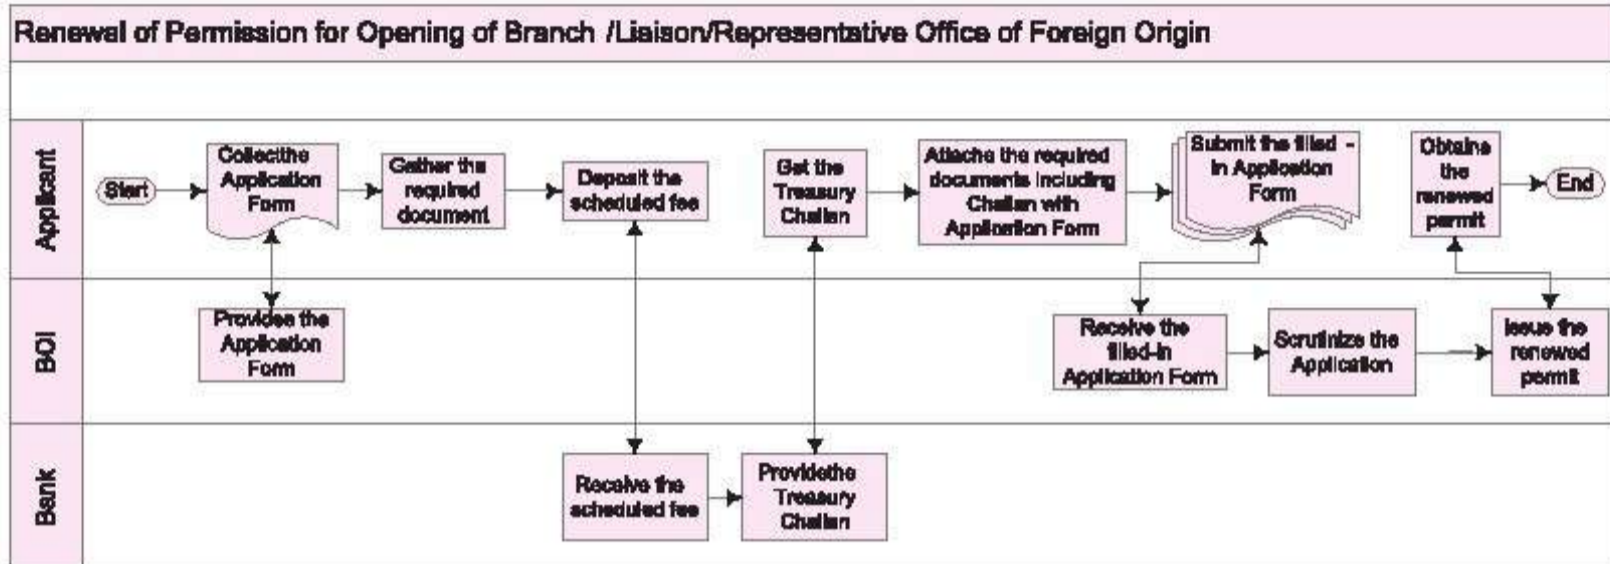 Renewal of Permission for Opening of Branch /Liaison/Representative Office of Foreign Origin
Applicant
Start
Collectthe
Application
Form
Gather the
required
document
Deposit the
scheduled fee
Get the
Treasury
Challan
Attache the required
documents including
Challan with
Application Form
Submit the filled -
in Application
Form
Obtains
the
renewed
permit
End
BOI
Provides the
Application
Form
Receive the
filled-in
Application Form
Scrutinize the
Application
Issue the
renewed
permit
Bank
Receive the
scheduled fee
Providethe
Treasury
Challan